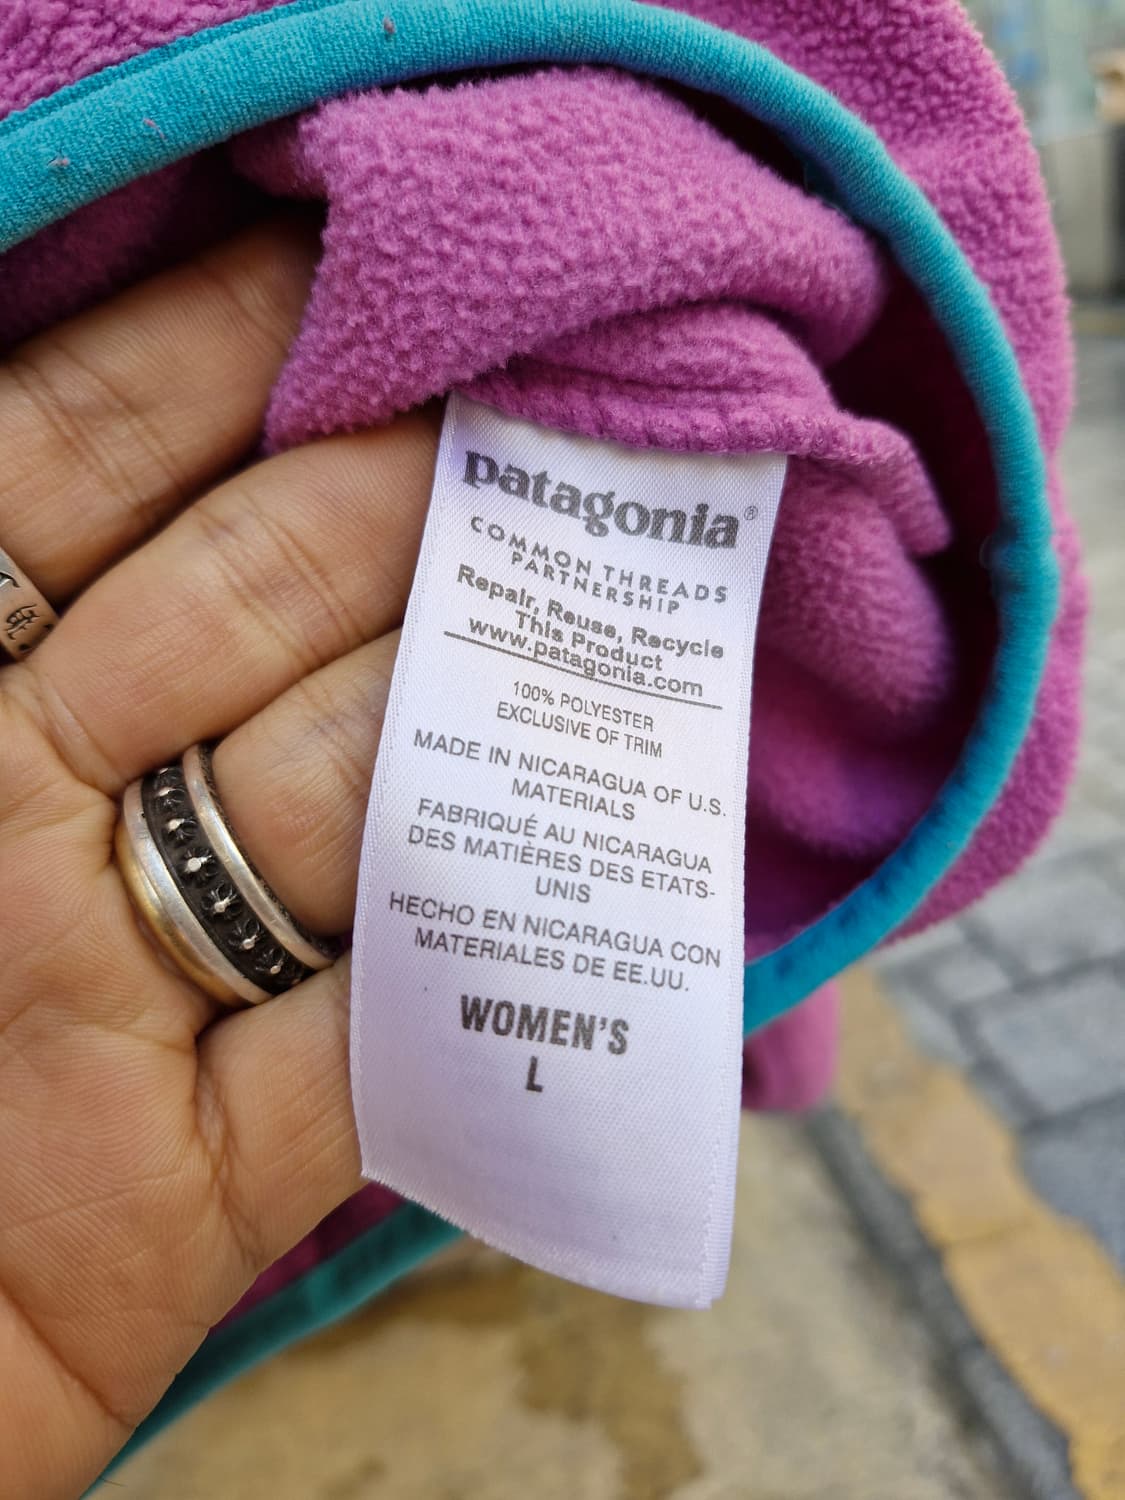 patagonia®
COMMON THREADS
PARTNERSHIP
Repair, Reuse, Recycle
This Product
www.patagonia.com
100% POLYESTER
EXCLUSIVE OF TRIM
MADE IN NICARAGUA OF U.S.
MATERIALS
FABRIQUÉ AU NICARAGUA
DES MATIÈRES DES ETATS-
UNIS
HECHO EN NICARAGUA CON
MATERIALES DE EE.UU.
WOMEN'S
L